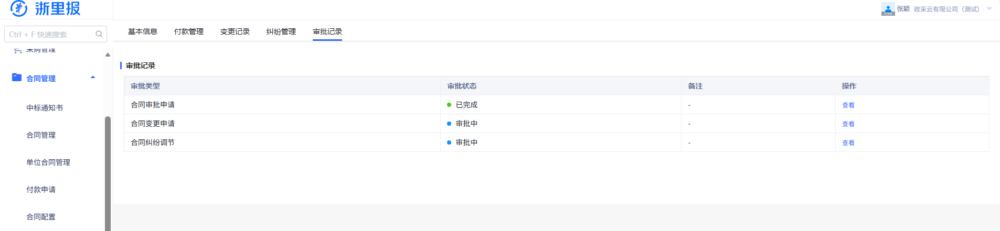 浙里报
张颖 政采云有限公司（测试）
Ctrl + F 快速搜索
基本信息 付款管理 变更记录 纠纷管理 审批记录
采购管理
合同管理
中标通知书
合同管理
单位合同管理
付款申请
合同配置
审批记录
审批类型 审批状态 备注 操作
合同审批申请 已完成 - 查看
合同变更申请 审批中 - 查看
合同纠纷调节 审批中 - 查看